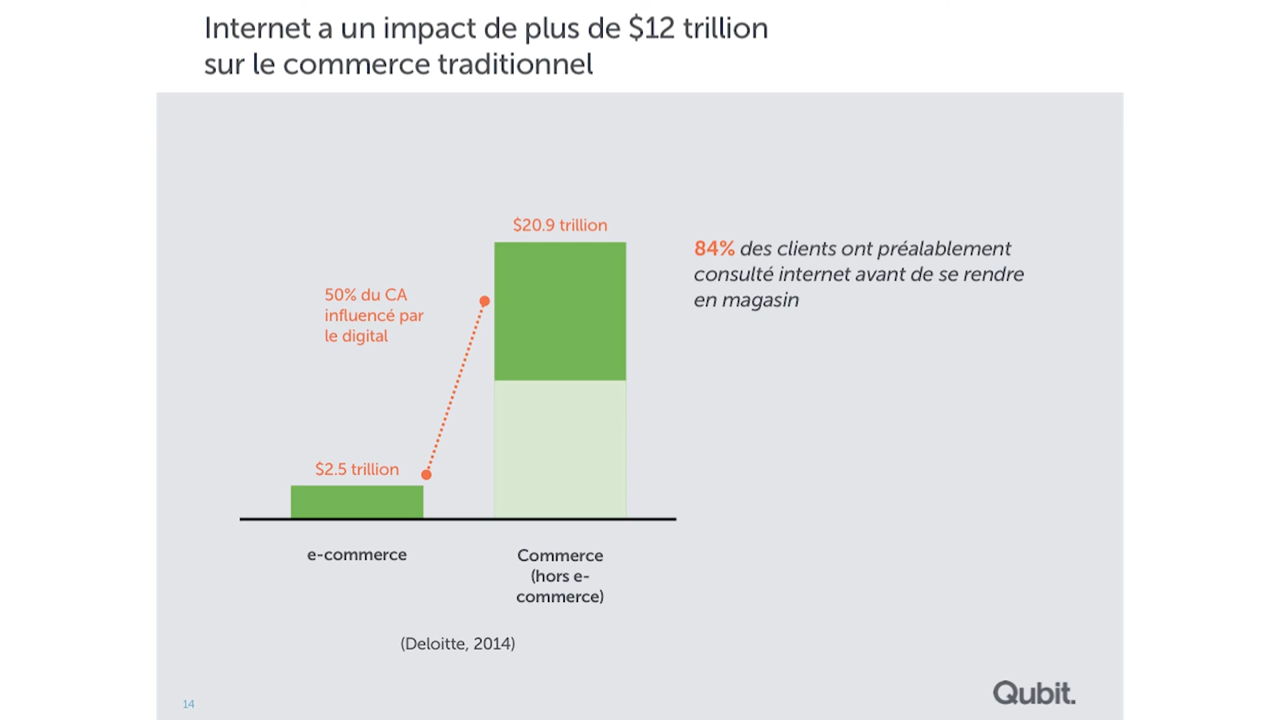 Internet a un impact de plus de $12 trillion
sur le commerce traditionnel
$20.9 trillion
84% des clients ont préalablement
consulté internet avant de se rendre
en magasin
50% du CA
influencé par
le digital
$2.5 trillion
e-commerce
Commerce
(hors e-
commerce)
(Deloitte, 2014)
Qubit.
14